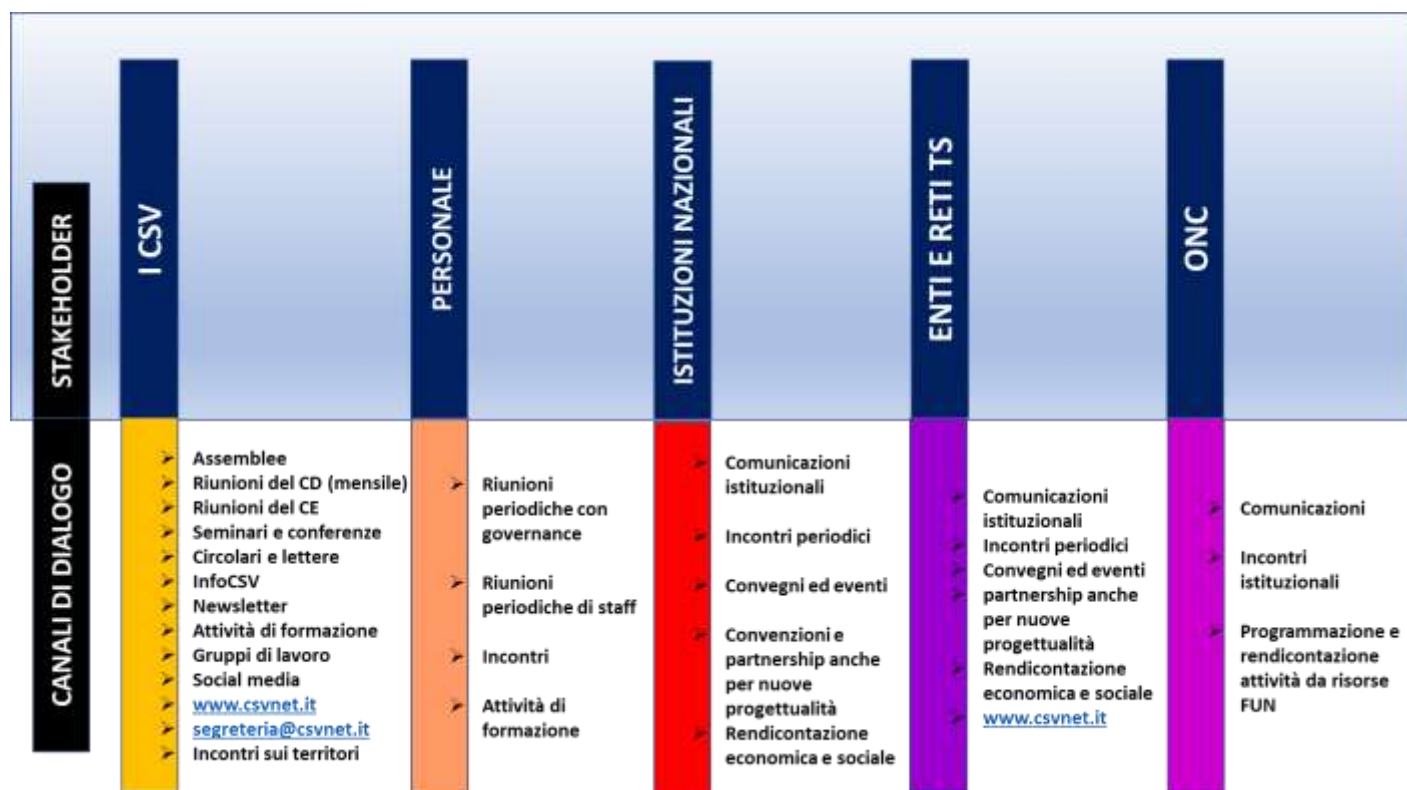 STAKEHOLDER
I CSV
PERSONALE
ISTITUZIONI NAZIONALI
ENTI E RETI TS
ONC
CANALI DI DIALOGO
➤ Assemblee
➤ Riunioni del CD (mensile)
➤ Riunioni del CE
➤ Seminari e conferenze
➤ Circolari e lettere
➤ InfoCSV
➤ Newsletter
➤ Attività di formazione
➤ Gruppi di lavoro
➤ Social media
➤ www.csvnet.it
➤ segreteria@csvnet.it
➤ Incontri sui territori
➤ Riunioni
periodiche con
governance
➤ Riunioni
periodiche di staff
➤ Incontri
➤ Attività di
formazione
➤ Comunicazioni
istituzionali
➤ Incontri periodici
➤ Convegni ed eventi
➤ Convenzioni e
partnership anche
per nuove
progettualità
➤ Rendicontazione
economica e sociale
➤ Comunicazioni
istituzionali
➤ Incontri periodici
➤ Convegni ed eventi
➤ partnership anche
per nuove
progettualità
➤ Rendicontazione
economica e sociale
➤ www.csvnet.it
➤ Comunicazioni
➤ Incontri
istituzionali
➤ Programmazione e
rendicontazione
attività da risorse
FUN